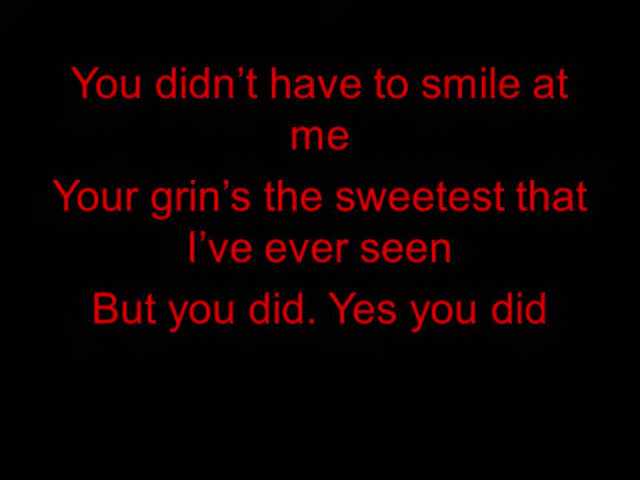 You didn’t have to smile at
me
Your grin’s the sweetest that
I’ve ever seen
But you did. Yes you did